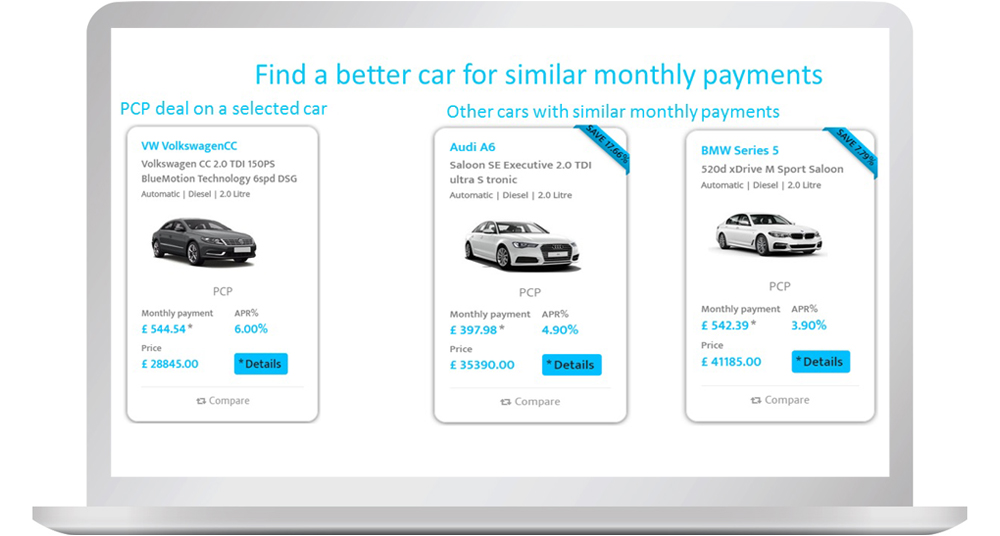 Find a better car for similar monthly payments
PCP deal on a selected car
VW VolkswagenCC
Volkswagen CC 2.0 TDI 150PS
BlueMotion Technology 6spd DSG
Automatic | Diesel | 2.0 Litre
PCP
Monthly payment APR%
£ 544.54 * 6.00%
Price
£ 28845.00 * Details
Compare
Other cars with similar monthly payments
SAVE 17.66%
Audi A6
Saloon SE Executive 2.0 TDI
ultra S tronic
Automatic | Diesel | 2.0 Litre
PCP
Monthly payment APR%
£ 397.98 * 4.90%
Price
£ 35390.00 * Details
Compare
SAVE 7.79%
BMW Series 5
520d xDrive M Sport Saloon
Automatic | Diesel | 2.0 Litre
PCP
Monthly payment APR%
£ 542.39 * 3.90%
Price
£ 41185.00 * Details
Compare